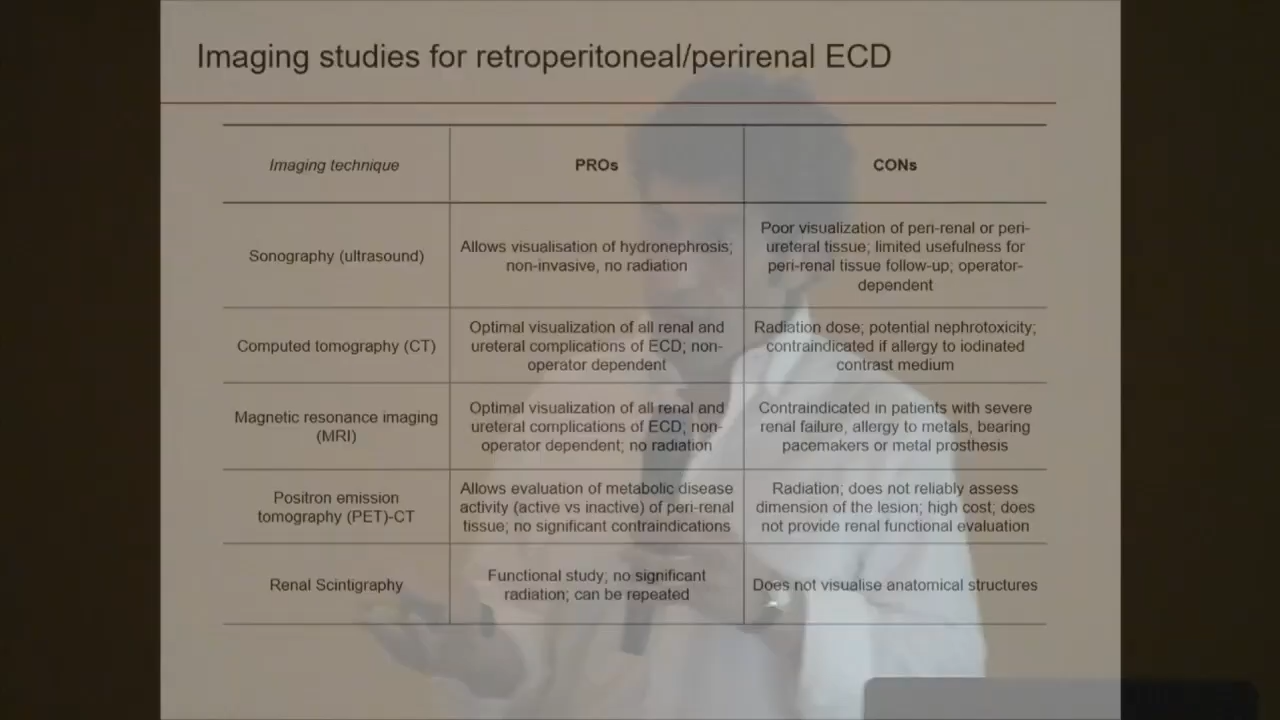 Imaging studies for retroperitoneal/perirenal ECD
Imaging technique
PROs
CONs
Sonography (ultrasound)
Allows visualisation of hydronephrosis;
non-invasive, no radiation
Poor visualization of peri-renal or peri-
ureteral tissue; limited usefulness for
peri-renal tissue follow-up; operator-
dependent
Computed tomography (CT)
Optimal visualization of all renal and
ureteral complications of ECD; non-
operator dependent
Radiation dose; potential nephrotoxicity;
contraindicated if allergy to iodinated
contrast medium
Magnetic resonance imaging
(MRI)
Optimal visualization of all renal and
ureteral complications of ECD; non-
operator dependent; no radiation
Contraindicated in patients with severe
renal failure, allergy to metals, bearing
pacemakers or metal prosthesis
Positron emission
tomography (PET)-CT
Allows evaluation of metabolic disease
activity (active vs inactive) of peri-renal
tissue; no significant contraindications
Radiation; does not reliably assess
dimension of the lesion; high cost; does
not provide renal functional evaluation
Renal Scintigraphy
Functional study; no significant
radiation; can be repeated
Does not visualise anatomical structures